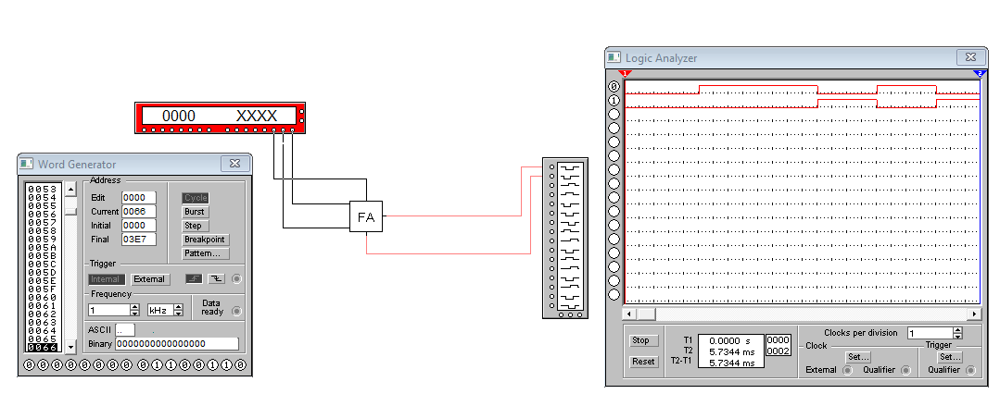 Logic Analyzer
0
1
1
2
0000 XXXX
Word Generator
0053
0054
0055
0056
0057
0058
0059
005A
005B
005C
005D
005E
005F
0060
0061
0062
0063
0064
0065
0066
Address
Edit 0000
Current 0066
Initial 0000
Final 03E7
Cycle
Burst
Step
Breakpoint
Pattern...
Trigger
Internal External
Frequency
1 kHz
Data
ready
ASCII .. .
Binary 0000000000000000
0 0 0 0 0 0 0 0 0 1 1 0 0 1 1 0
FA
Stop
Reset
T1 0.0000 s 0000
T2 5.7344 ms 0002
T2-T1 5.7344 ms
Clocks per division 1
Clock
Set...
External Qualifier
Trigger
Set...
Qualifier